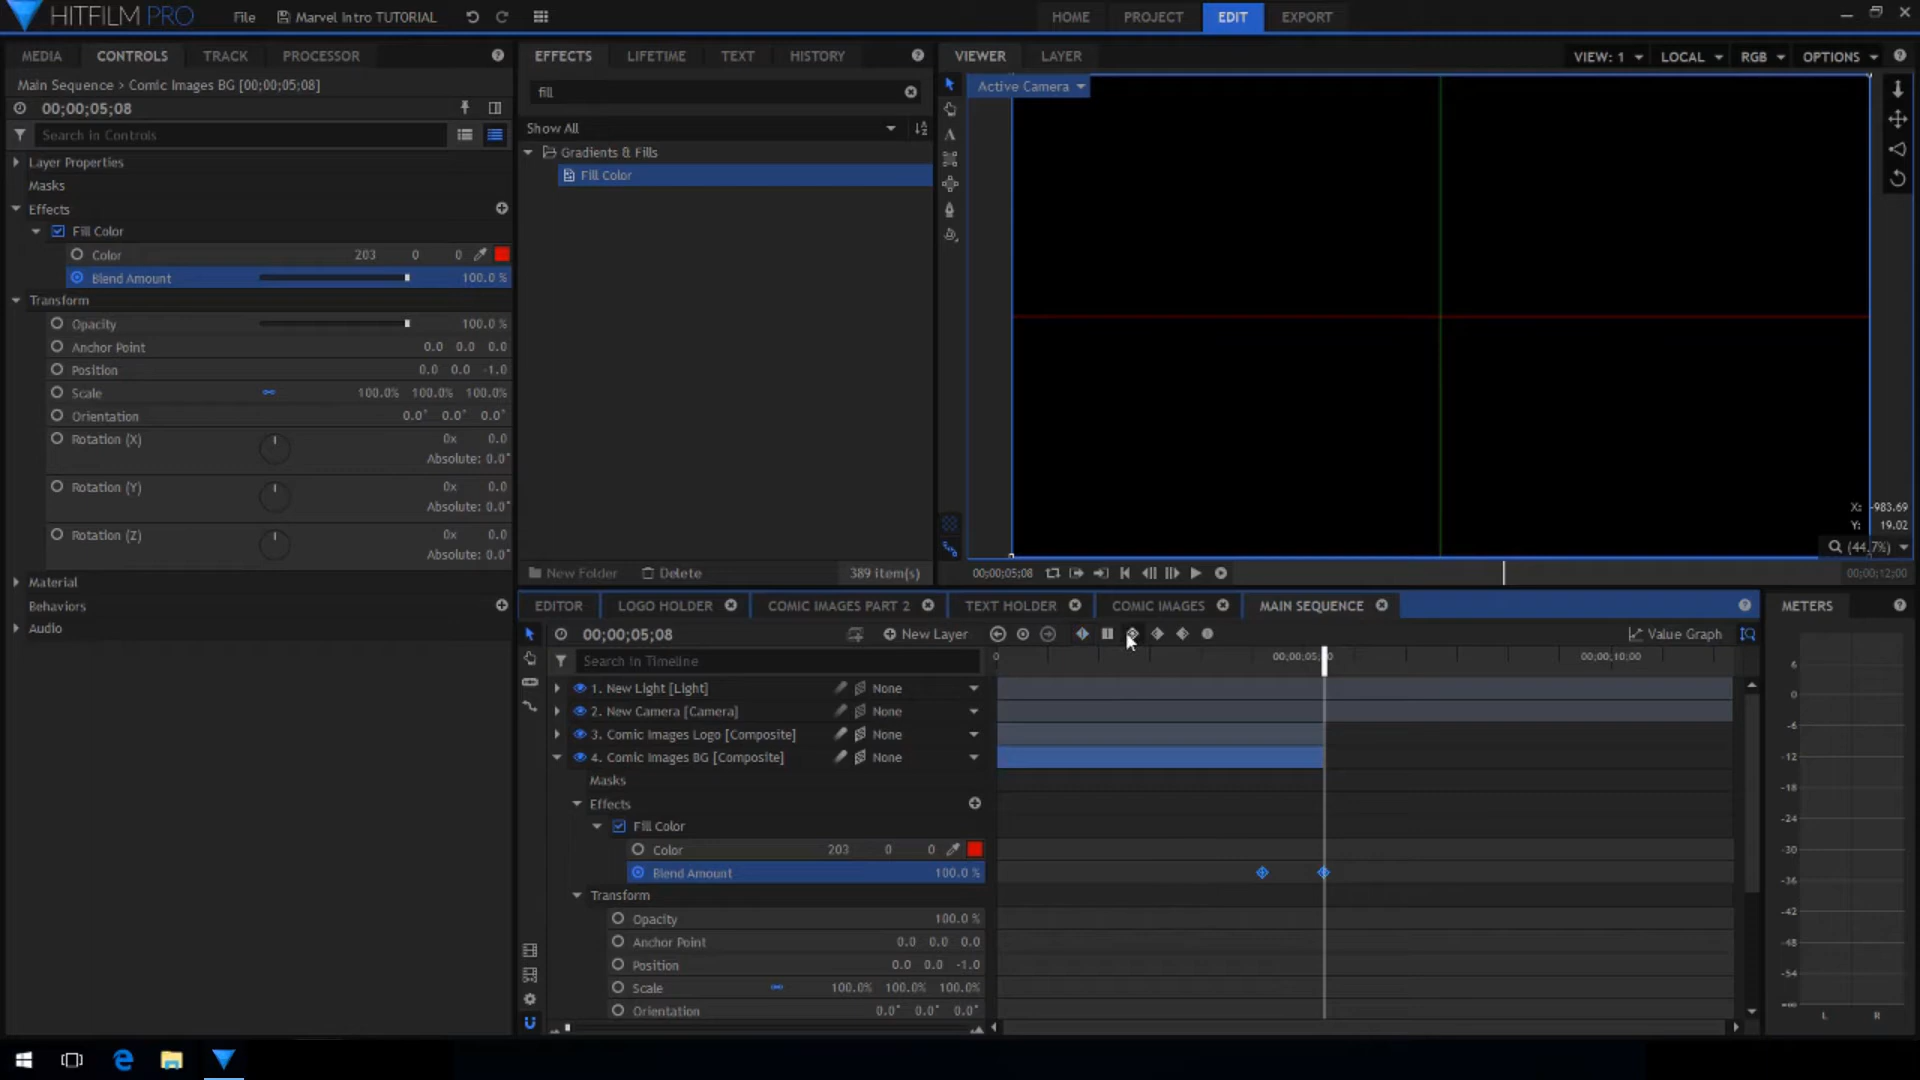 HITFILM PRO File Marvel Intro TUTORIAL HOME PROJECT EDIT EXPORT
MEDIA CONTROLS TRACK PROCESSOR
Main Sequence > Comic Images BG [00;00;05;08]
00;00;05;08
Search in Controls
Layer Properties
Masks
Effects
Fill Color
Color 203 0 0
Blend Amount 100.0 %
Transform
Opacity 100.0 %
Anchor Point 0.0 0.0 0.0
Position 0.0 0.0 -1.0
Scale 100.0% 100.0% 100.0%
Orientation 0.0° 0.0° 0.0°
Rotation (X) 0x 0.0
Absolute: 0.0°
Rotation (Y) 0x 0.0
Absolute: 0.0°
Rotation (Z) 0x 0.0
Absolute: 0.0°
Material
Behaviors
Audio
EFFECTS LIFETIME TEXT HISTORY
fill
Show All
Gradients & Fills
Fill Color
New Folder Delete 389 item(s)
VIEWER LAYER VIEW: 1 LOCAL RGB OPTIONS
Active Camera
X: -983.69
Y: 19.02
(44.7%)
00;00;05;08 00;00;12;00
EDITOR LOGO HOLDER COMIC IMAGES PART 2 TEXT HOLDER COMIC IMAGES MAIN SEQUENCE
00;00;05;08 New Layer Value Graph
Search in Timeline 0 00;00;05;0 00;00;10;00
1. New Light [Light] None
2. New Camera [Camera] None
3. Comic Images Logo [Composite] None
4. Comic Images BG [Composite] None
Masks
Effects
Fill Color
Color 203 0 0
Blend Amount 100.0 %
Transform
Opacity 100.0 %
Anchor Point 0.0 0.0 0.0
Position 0.0 0.0 -1.0
Scale 100.0% 100.0% 100.0%
Orientation 0.0° 0.0° 0.0°
METERS
6
0
-6
-12
-18
-24
-30
-36
-42
-48
-54
-∞
L R